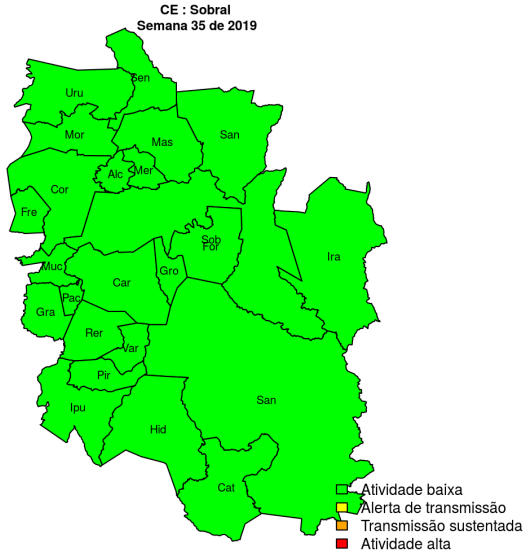 CE : Sobral
Semana 35 de 2019
Sen
Uru
Mor
Mas
San
Alc
Mer
Cor
Fre
Sob
For
Ira
Muc
Gro
Car
Pac
Gra
Rer
Var
Pir
San
Ipu
Hid
Cat
Atividade baixa
Alerta de transmissão
Transmissão sustentada
Atividade alta